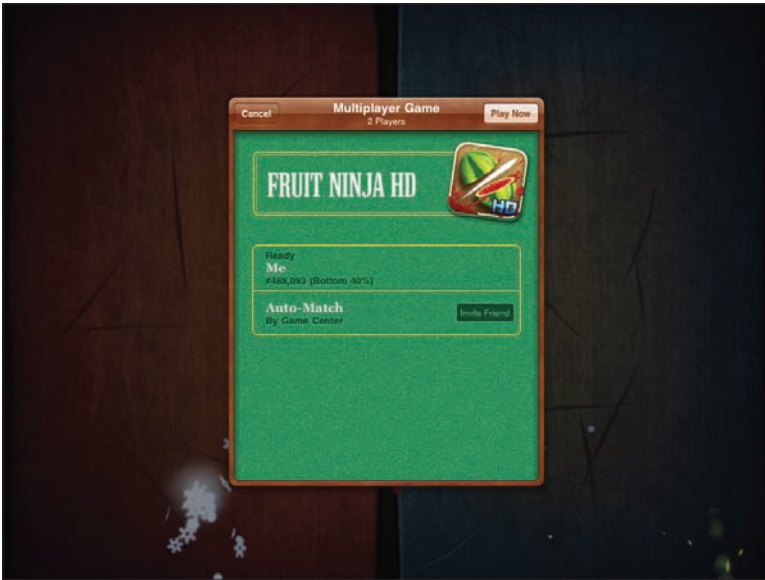 Cancel
Multiplayer Game
Play Now
2 Players
FRUIT NINJA HD
HD
Ready
Me
#468,093 (Bottom 40%)
Auto-Match
By Game Center
Invite Friend